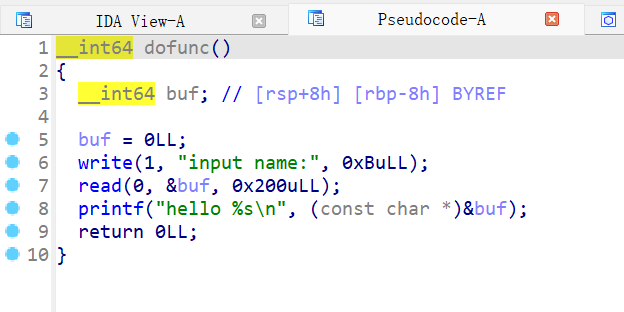 IDA View-A Pseudocode-A
1 __int64 dofunc()
2 {
3 __int64 buf; // [rsp+8h] [rbp-8h] BYREF
4
5 buf = 0LL;
6 write(1, "input name:", 0xBuLL);
7 read(0, &buf, 0x200uLL);
8 printf("hello %s\n", (const char *)&buf);
9 return 0LL;
10 }